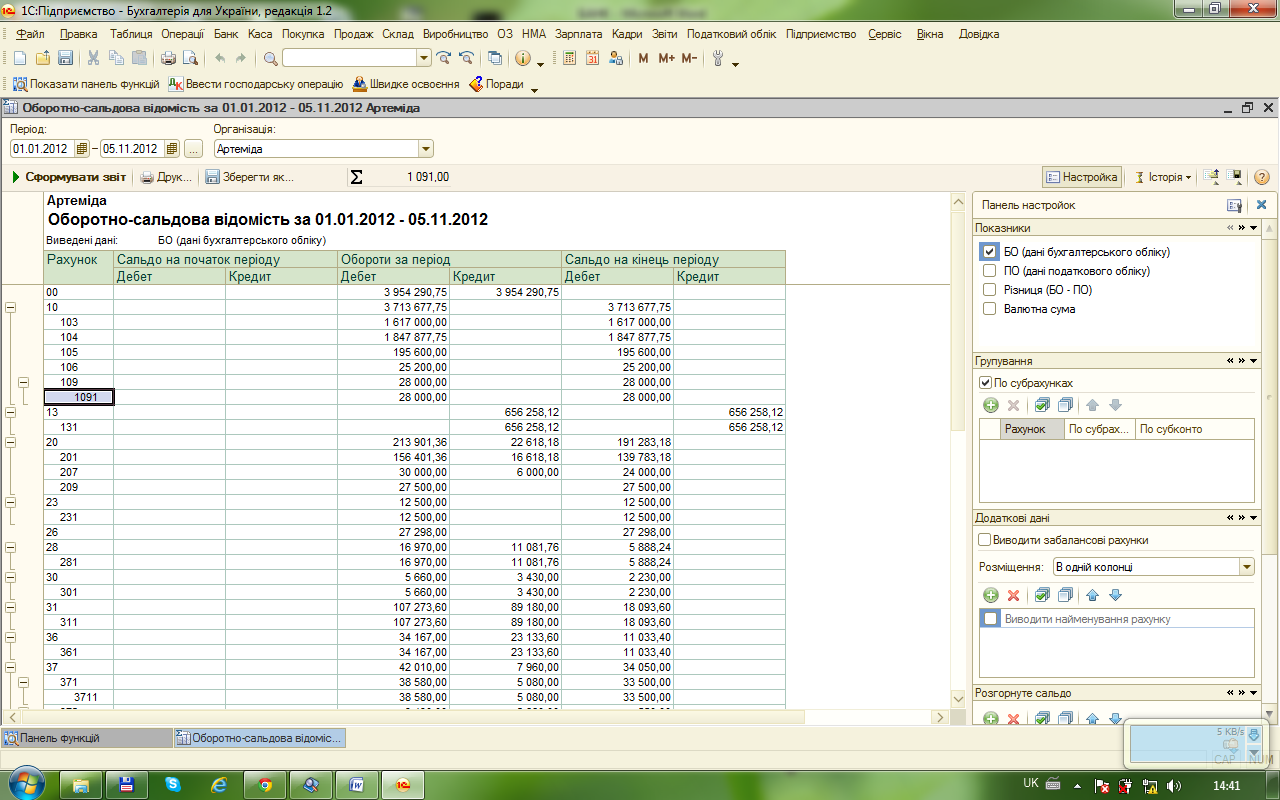 1С:Підприємство - Бухгалтерія для України, редакція 1.2
Файл Правка Таблиця Операції Банк Каса Покупка Продаж Склад Виробництво ОЗ НМА Зарплата Кадри Звіти Податковий облік Підприємство Сервіс Вікна Довідка
M M+ M-
Показати панель функцій Ввести господарську операцію Швидке освоєння Поради
Оборотно-сальдова відомість за 01.01.2012 - 05.11.2012 Артеміда
Період: Організація:
01.01.2012 – 05.11.2012 ... Артеміда
Сформувати звіт Друк... Зберегти як... Σ 1 091,00 Настройка Історія
Артеміда
Оборотно-сальдова відомість за 01.01.2012 - 05.11.2012
Виведені дані: БО (дані бухгалтерського обліку)
Рахунок Сальдо на початок періоду Обороти за період Сальдо на кінець періоду
Дебет Кредит Дебет Кредит Дебет Кредит
00 3 954 290,75 3 954 290,75
10 3 713 677,75 3 713 677,75
103 1 617 000,00 1 617 000,00
104 1 847 877,75 1 847 877,75
105 195 600,00 195 600,00
106 25 200,00 25 200,00
109 28 000,00 28 000,00
1091 28 000,00 28 000,00
13 656 258,12 656 258,12
131 656 258,12 656 258,12
20 213 901,36 22 618,18 191 283,18
201 156 401,36 16 618,18 139 783,18
207 30 000,00 6 000,00 24 000,00
209 27 500,00 27 500,00
23 12 500,00 12 500,00
231 12 500,00 12 500,00
26 27 298,00 27 298,00
28 16 970,00 11 081,76 5 888,24
281 16 970,00 11 081,76 5 888,24
30 5 660,00 3 430,00 2 230,00
301 5 660,00 3 430,00 2 230,00
31 107 273,60 89 180,00 18 093,60
311 107 273,60 89 180,00 18 093,60
36 34 167,00 23 133,60 11 033,40
361 34 167,00 23 133,60 11 033,40
37 42 010,00 7 960,00 34 050,00
371 38 580,00 5 080,00 33 500,00
3711 38 580,00 5 080,00 33 500,00
Панель настройок
Показники
БО (дані бухгалтерського обліку)
ПО (дані податкового обліку)
Різниця (БО - ПО)
Валютна сума
Групування
По субрахунках
Рахунок По субрах... По субконто
Додаткові дані
Виводити забалансові рахунки
Розміщення: В одній колонці
Виводити найменування рахунку
Розгорнуте сальдо
Панель функцій Оборотно-сальдова відоміс...
5 KB/s
CAP NUM
UK 14:41